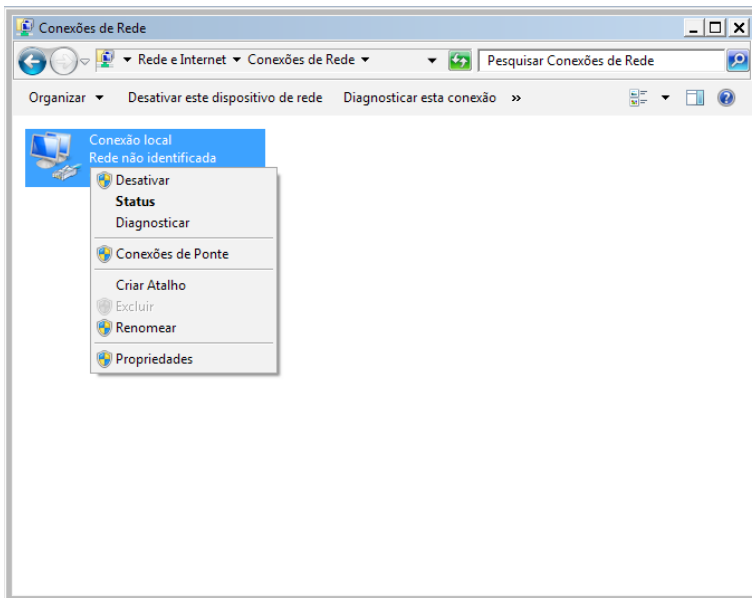 Conexões de Rede
Rede e Internet Conexões de Rede Pesquisar Conexões de Rede
Organizar Desativar este dispositivo de rede Diagnosticar esta conexão »
Conexão local
Rede não identificada
Desativar
Status
Diagnosticar
Conexões de Ponte
Criar Atalho
Excluir
Renomear
Propriedades